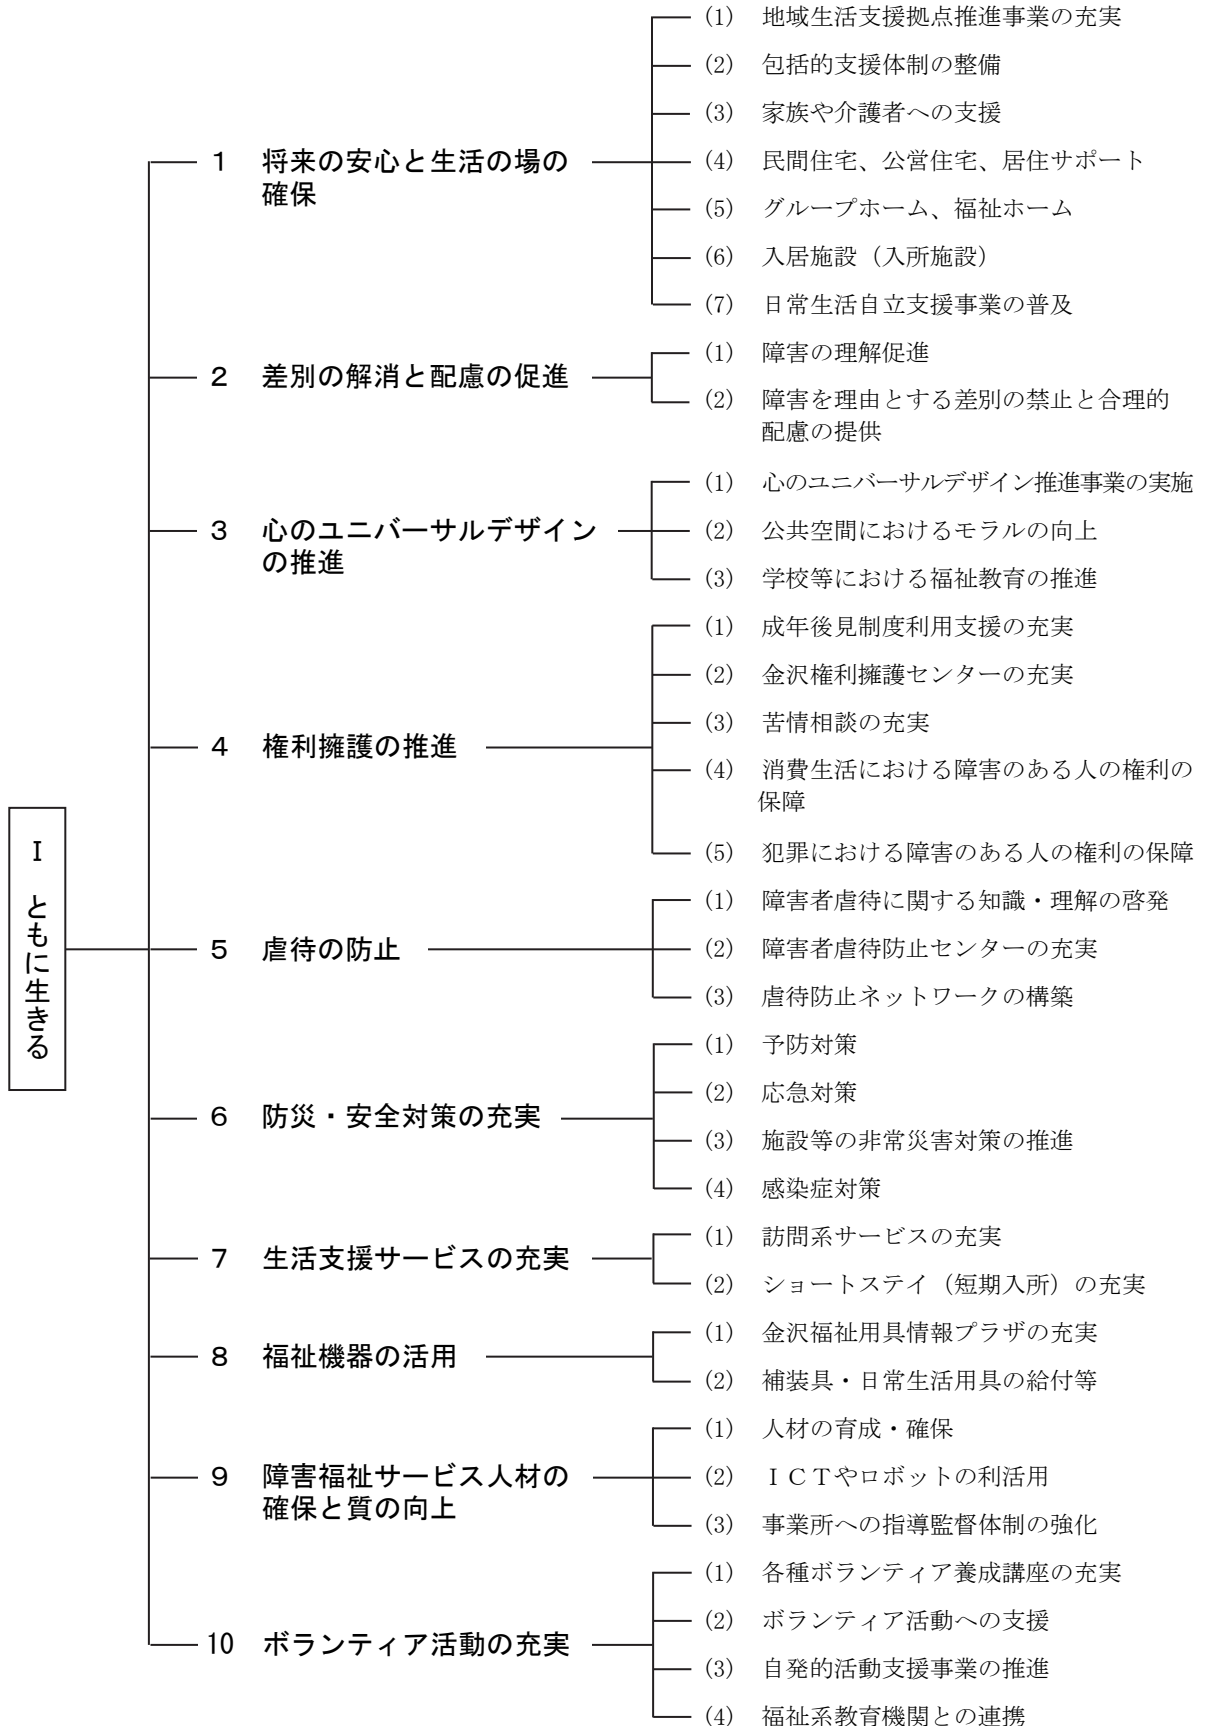 Ⅰ ともに生きる
1 将来の安心と生活の場の
確保
(1) 地域生活支援拠点推進事業の充実
(2) 包括的支援体制の整備
(3) 家族や介護者への支援
(4) 民間住宅、公営住宅、居住サポート
(5) グループホーム、福祉ホーム
(6) 入居施設（入所施設）
(7) 日常生活自立支援事業の普及
2 差別の解消と配慮の促進
(1) 障害の理解促進
(2) 障害を理由とする差別の禁止と合理的
配慮の提供
3 心のユニバーサルデザイン
の推進
(1) 心のユニバーサルデザイン推進事業の実施
(2) 公共空間におけるモラルの向上
(3) 学校等における福祉教育の推進
4 権利擁護の推進
(1) 成年後見制度利用支援の充実
(2) 金沢権利擁護センターの充実
(3) 苦情相談の充実
(4) 消費生活における障害のある人の権利の
保障
(5) 犯罪における障害のある人の権利の保障
5 虐待の防止
(1) 障害者虐待に関する知識・理解の啓発
(2) 障害者虐待防止センターの充実
(3) 虐待防止ネットワークの構築
6 防災・安全対策の充実
(1) 予防対策
(2) 応急対策
(3) 施設等の非常災害対策の推進
(4) 感染症対策
7 生活支援サービスの充実
(1) 訪問系サービスの充実
(2) ショートステイ（短期入所）の充実
8 福祉機器の活用
(1) 金沢福祉用具情報プラザの充実
(2) 補装具・日常生活用具の給付等
9 障害福祉サービス人材の
確保と質の向上
(1) 人材の育成・確保
(2) ＩＣＴやロボットの利活用
(3) 事業所への指導監督体制の強化
10 ボランティア活動の充実
(1) 各種ボランティア養成講座の充実
(2) ボランティア活動への支援
(3) 自発的活動支援事業の推進
(4) 福祉系教育機関との連携